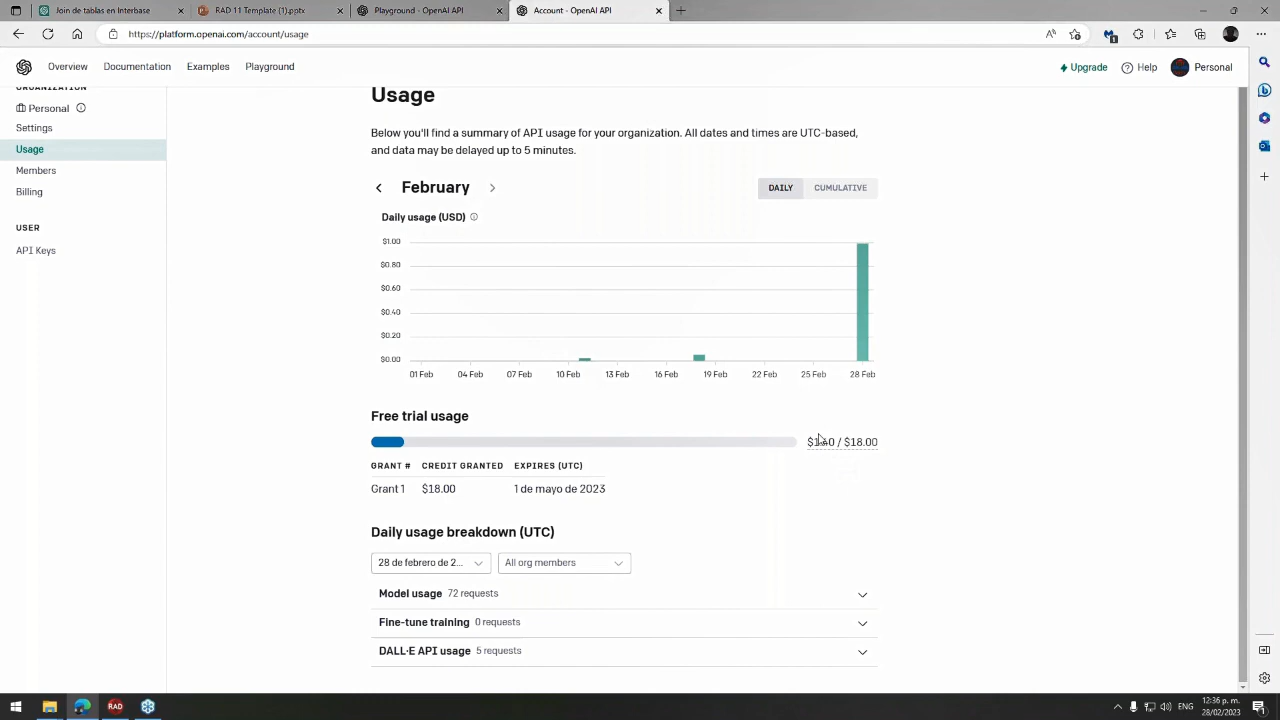 Join tablas entabla Interbase
RAD 11 Template (1).pptx
Playground - OpenAI API
Account - OpenAI API
https://platform.openai.com/account/usage
Overview Documentation Examples Playground
Upgrade Help Personal
ORGANIZATION
Personal
Settings
Usage
Members
Billing
USER
API Keys
Usage
Below you'll find a summary of API usage for your organization. All dates and times are UTC-based,
and data may be delayed up to 5 minutes.
February
DAILY CUMULATIVE
Daily usage (USD)
$1.00
$0.80
$0.60
$0.40
$0.20
$0.00
01 Feb 04 Feb 07 Feb 10 Feb 13 Feb 16 Feb 19 Feb 22 Feb 25 Feb 28 Feb
Free trial usage
/ $18.00
GRANT # CREDIT GRANTED EXPIRES (UTC)
Grant 1 $18.00 1 de mayo de 2023
Daily usage breakdown (UTC)
28 de febrero de 2... All org members
Model usage 72 requests
Fine-tune training 0 requests
DALL·E API usage 5 requests
RAD
ENG
12:36 p. m.
28/02/2023